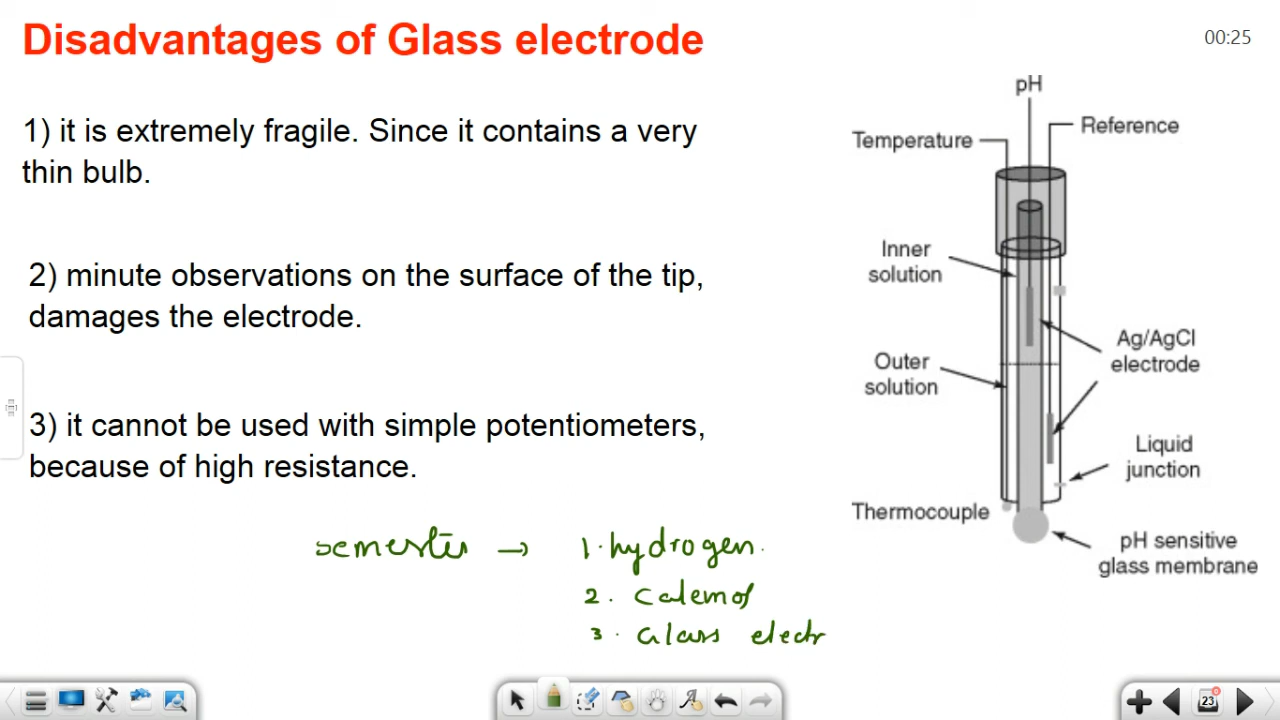 Disadvantages of Glass electrode
00:25
1) it is extremely fragile. Since it contains a very
thin bulb.
2) minute observations on the surface of the tip,
damages the electrode.
3) it cannot be used with simple potentiometers,
because of high resistance.
semester → 1. hydrogen.
2. Calemol
3. Glass electr
pH
Temperature
Reference
Inner
solution
Ag/AgCl
electrode
Outer
solution
Liquid
junction
Thermocouple
pH sensitive
glass membrane
23